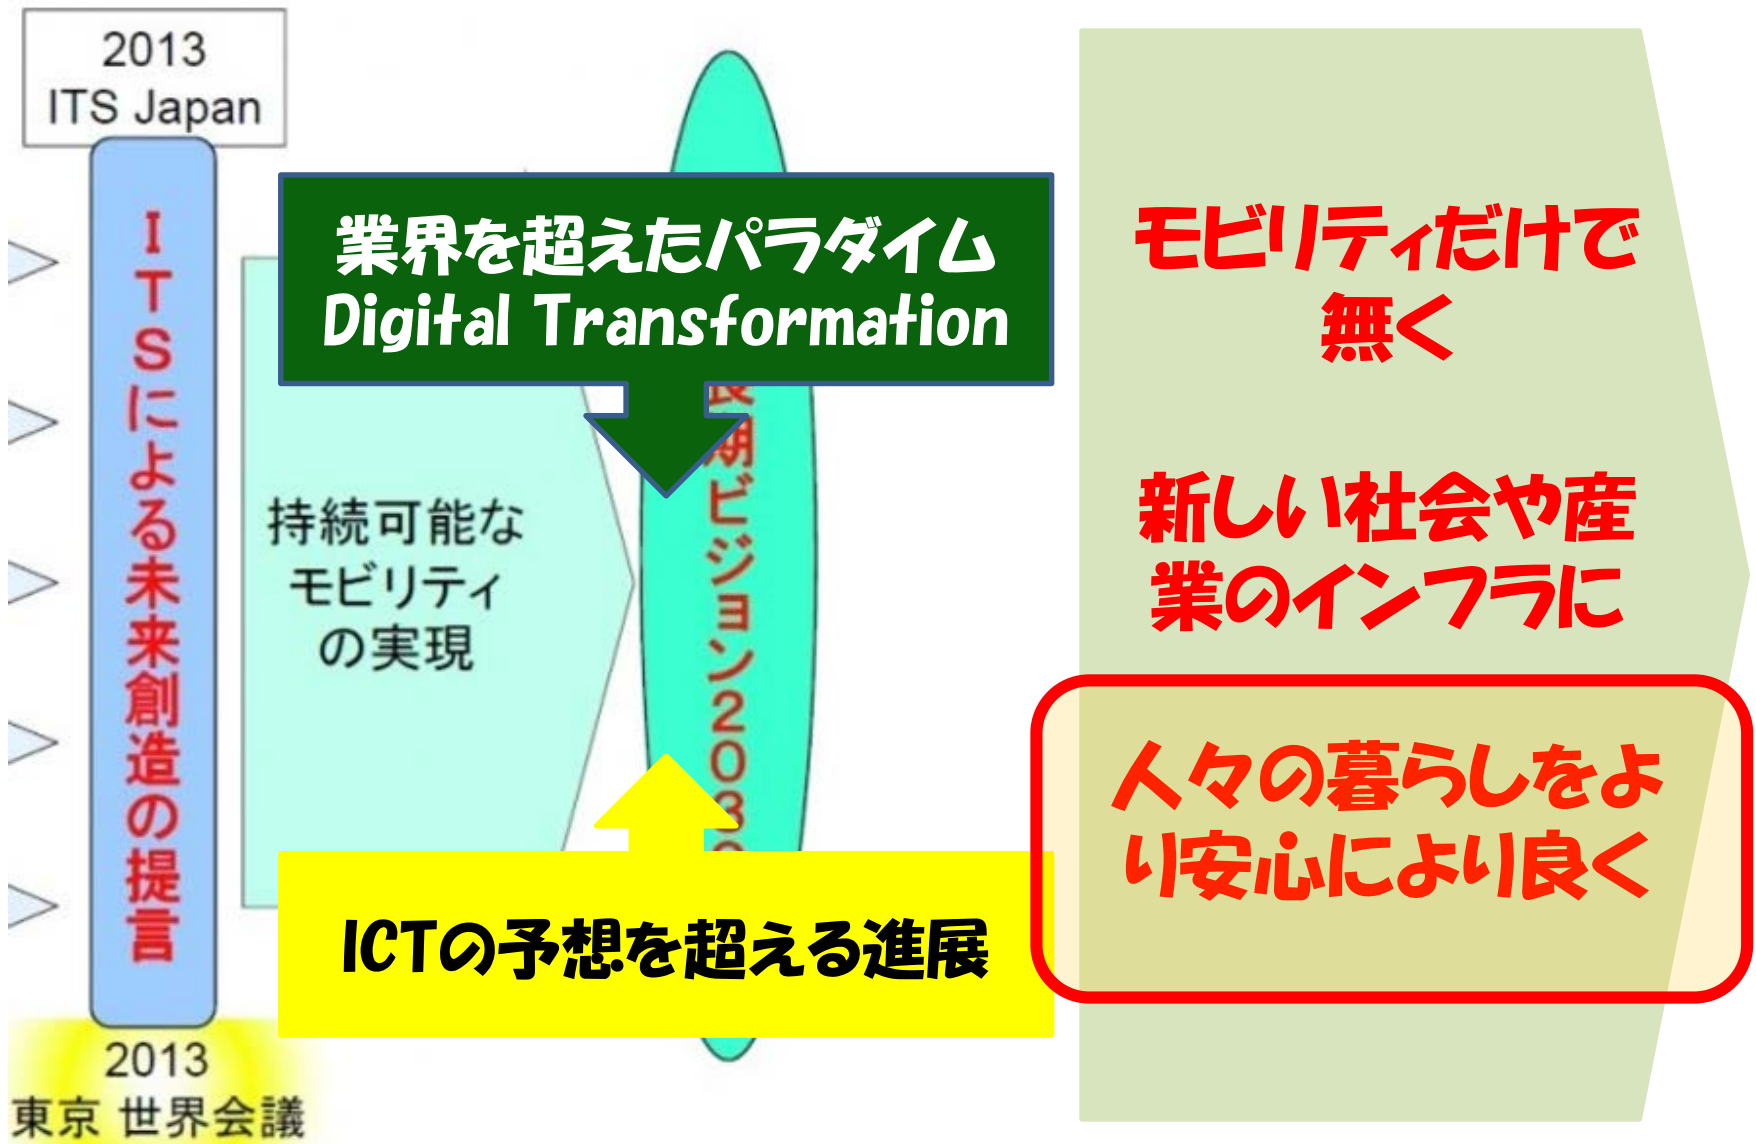 2013
ITS Japan
ITSによる未来創造の提言
2013
東京 世界会議
持続可能な
モビリティ
の実現
業界を超えたパラダイム
Digital Transformation
長期ビジョン203
ICTの予想を超える進展
モビリティだけで
無く
新しい社会や産
業のインフラに
人々の暮らしをよ
り安心により良く